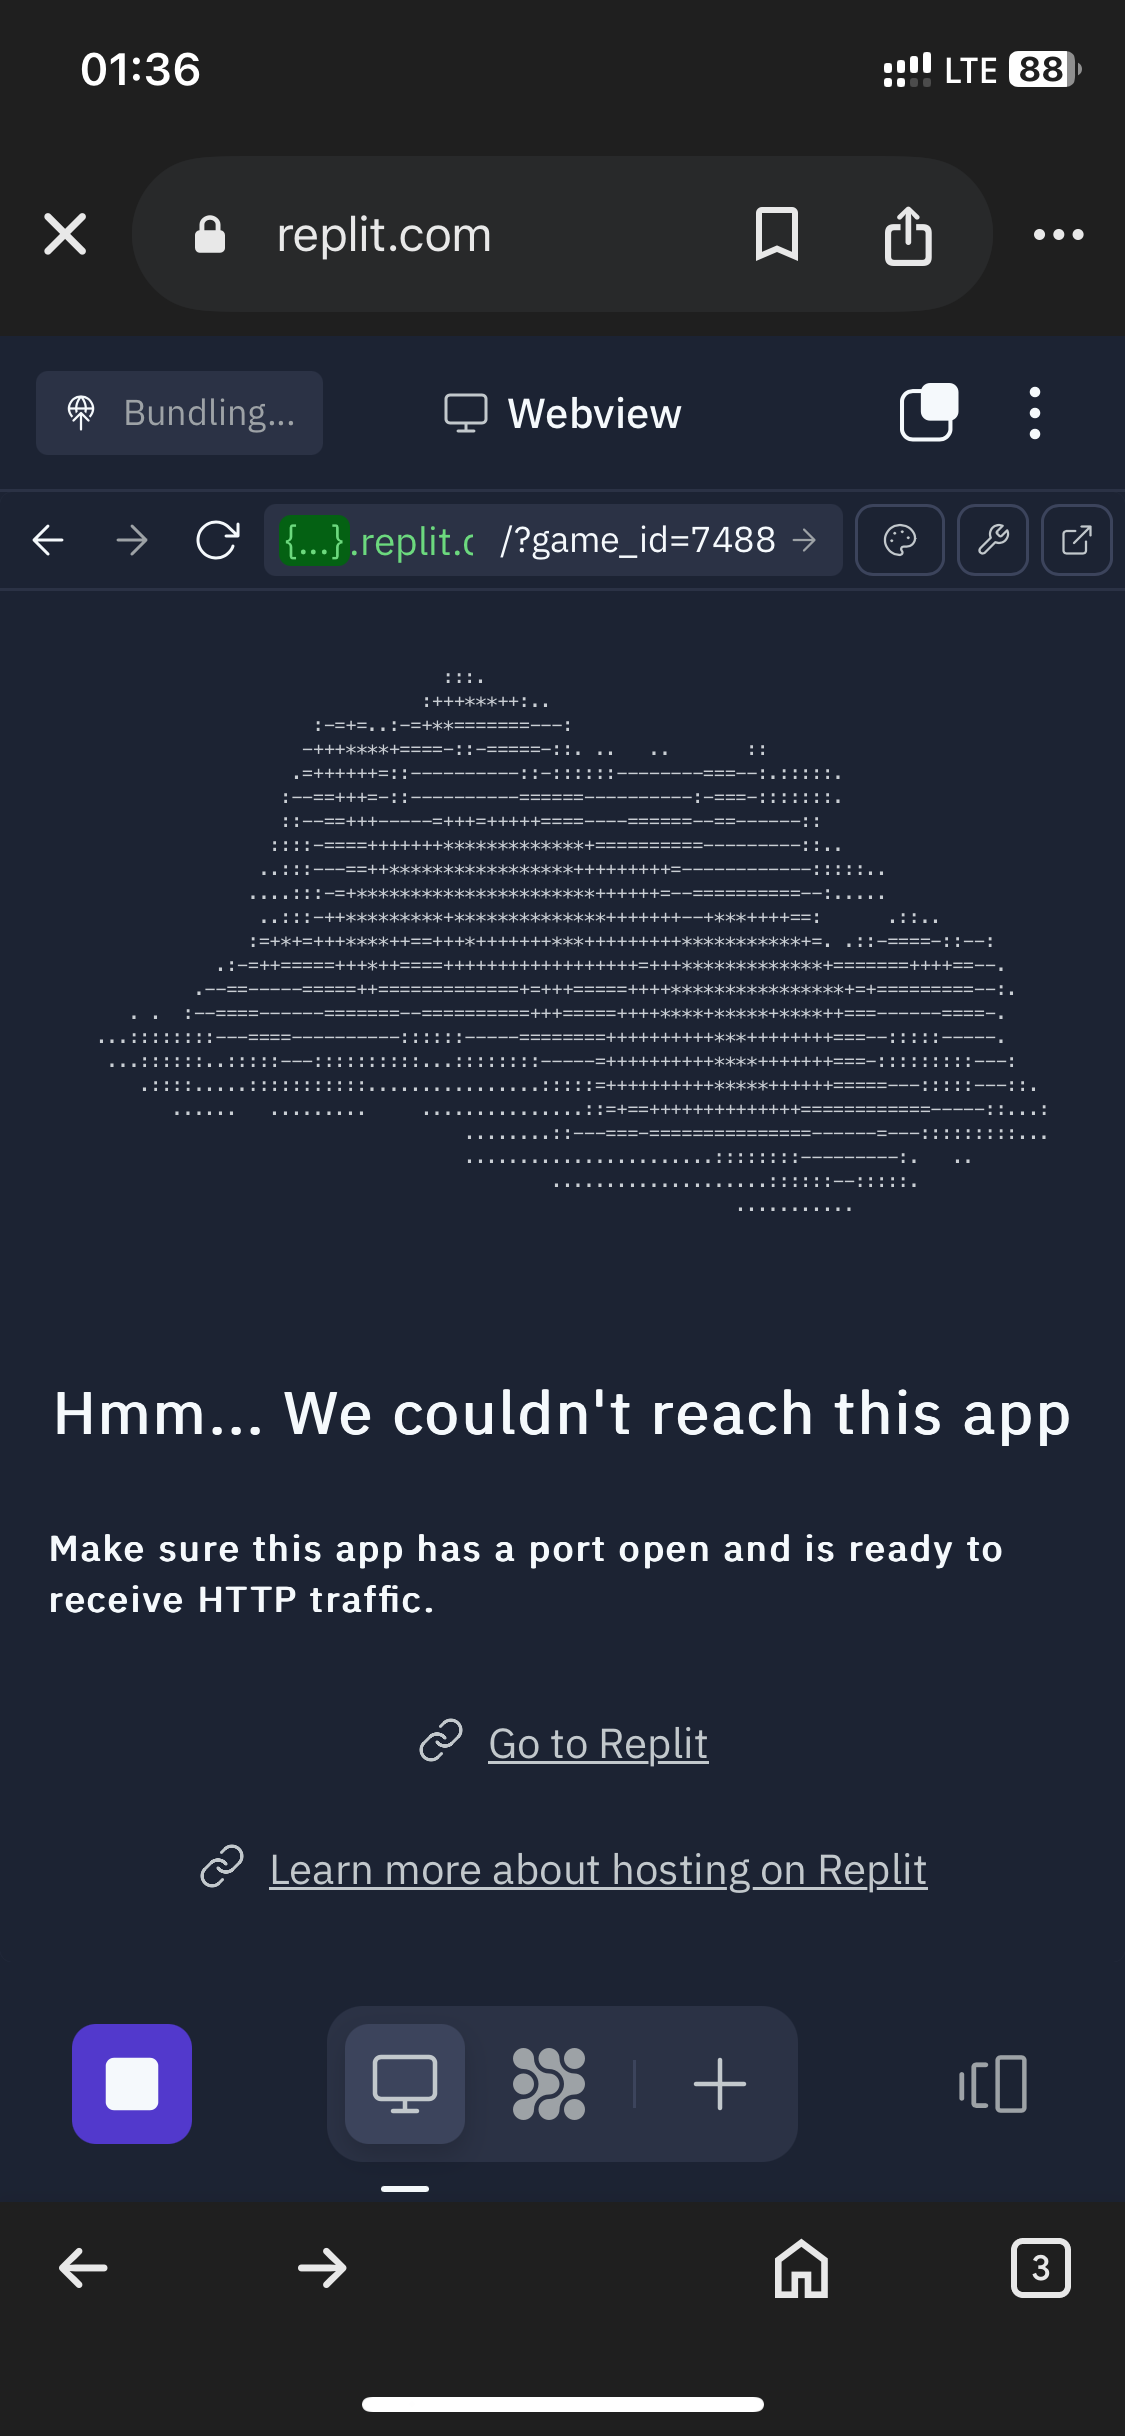 01:36
LTE 88
replit.com
Bundling...
Webview
{...}.replit.c /?game_id=7488
Hmm... We couldn't reach this app
Make sure this app has a port open and is ready to
receive HTTP traffic.
Go to Replit
Learn more about hosting on Replit
3